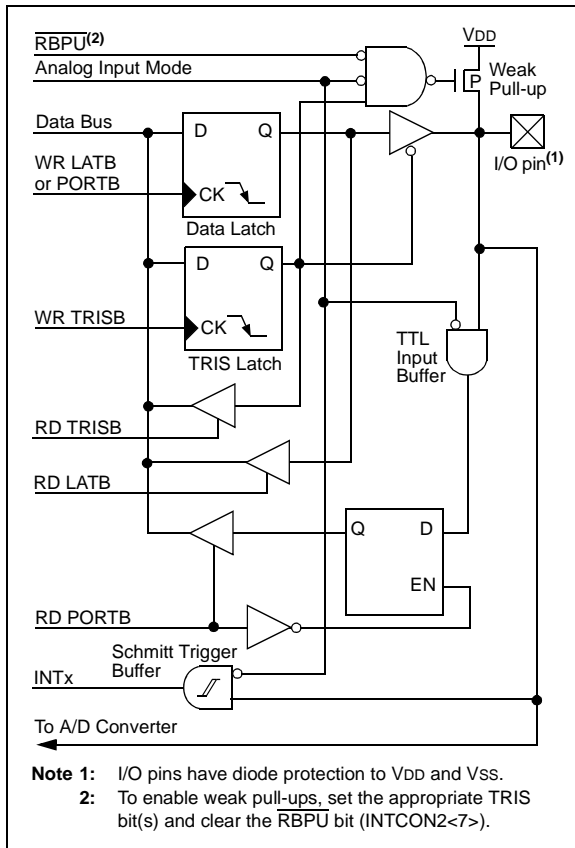 RBPU(2)
VDD
Analog Input Mode
P
Weak
Pull-up
Data Bus
D Q
WR LATB
or PORTB
CK
Data Latch
I/O pin(1)
D Q
WR TRISB
CK
TRIS Latch
TTL
Input
Buffer
RD TRISB
RD LATB
Q D
EN
RD PORTB
Schmitt Trigger
Buffer
INTx
To A/D Converter
Note 1: I/O pins have diode protection to VDD and VSS.
2: To enable weak pull-ups, set the appropriate TRIS
bit(s) and clear the RBPU bit (INTCON2<7>).